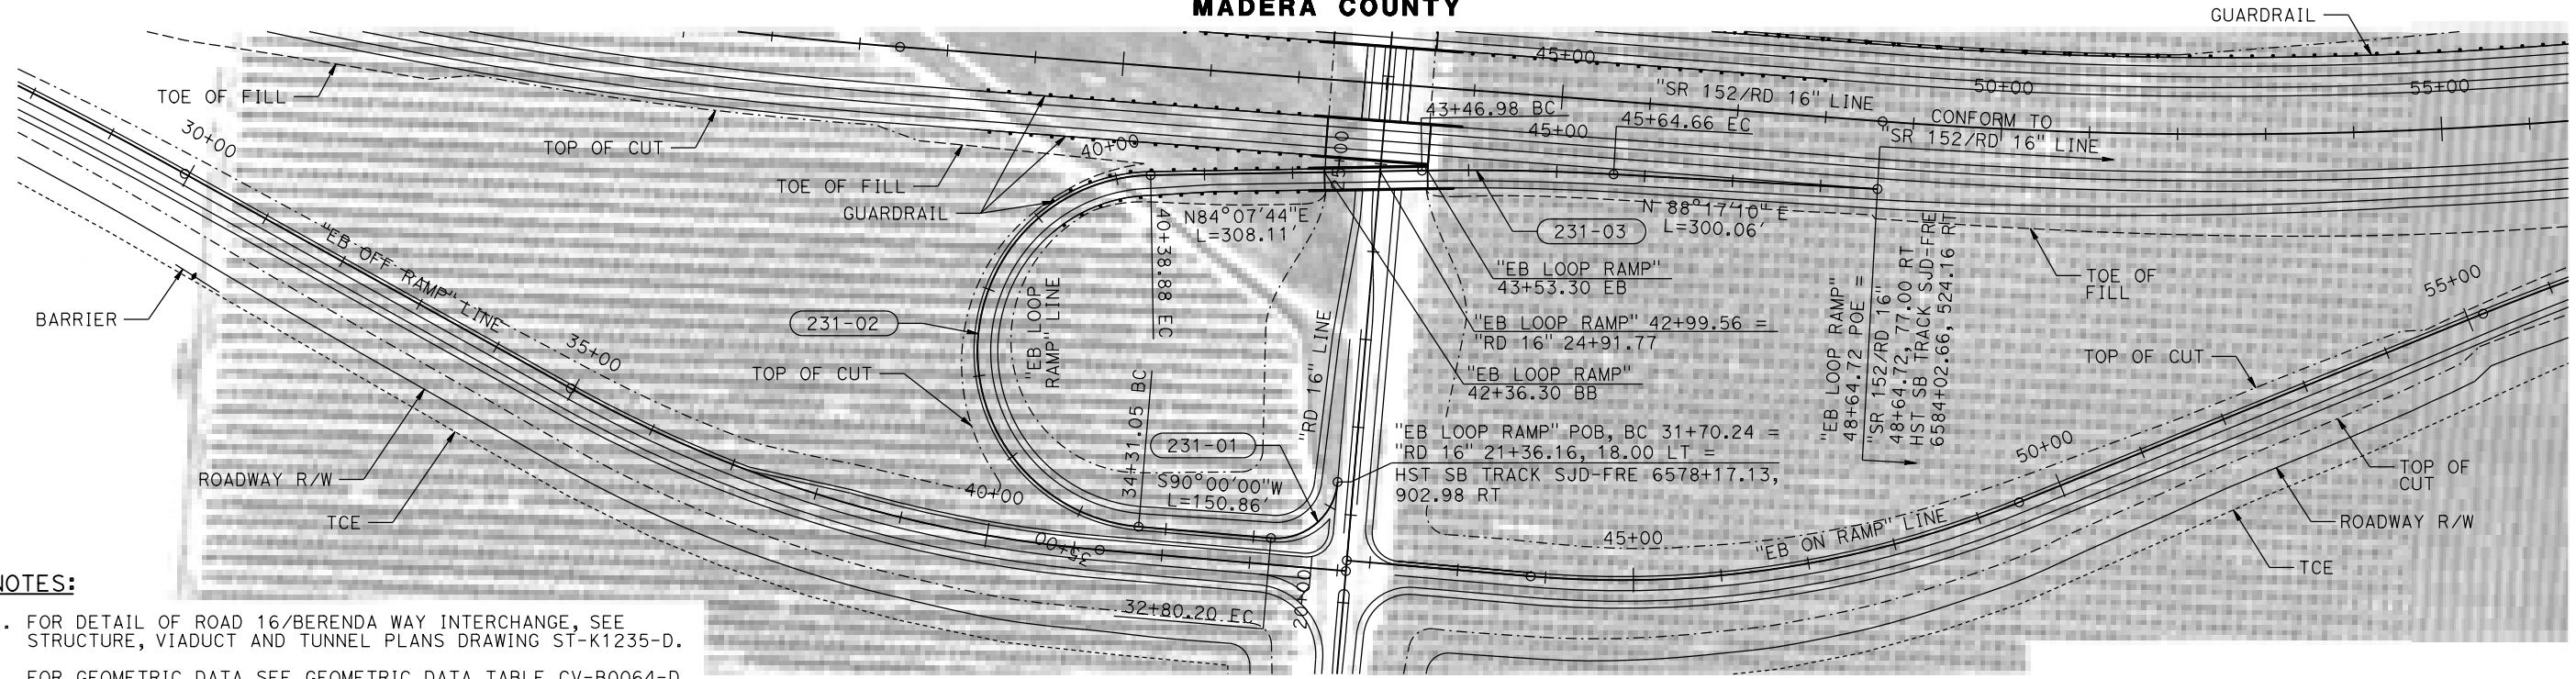 MADERA COUNTY
GUARDRAIL
TOE OF FILL
30+00
TOP OF CUT
40+00
TOE OF FILL
GUARDRAIL
45+00
"SR 152/RD 16" LINE
50+00
55+00
43+46.98 BC
45+00
45+64.66 EC
CONFORM TO
"SR 152/RD 16" LINE
25+00
N84°07'44"E
L=308.11'
40+38.88 EC
N 88°17'10" E
L=300.06'
231-03
"EB LOOP RAMP"
43+53.30 EB
"EB LOOP RAMP" 42+99.56 =
"RD 16" 24+91.77
"EB LOOP RAMP"
42+36.30 BB
"EB LOOP RAMP" POB, BC 31+70.24 =
"RD 16" 21+36.16, 18.00 LT =
HST SB TRACK SJD-FRE 6578+17.13,
902.98 RT
"EB LOOP RAMP"
48+64.72 POE =
"SR 152/RD 16"
48+64.72, 77.00 RT
HST SB TRACK SJD-FRE
6584+02.66, 524.16 RT
TOE OF
FILL
55+00
TOP OF CUT
TOP OF
CUT
ROADWAY R/W
TCE
50+00
"EB ON RAMP" LINE
45+00
"EB OFF RAMP" LINE
BARRIER
35+00
231-02
TOP OF CUT
"EB LOOP
RAMP" LINE
"RD 16" LINE
231-01
34+31.05 BC
S90°00'00"W
L=150.86'
ROADWAY R/W
TCE
40+00
35+00
20+00
32+80.20 EC
NOTES:
. FOR DETAIL OF ROAD 16/BERENDA WAY INTERCHANGE, SEE
STRUCTURE, VIADUCT AND TUNNEL PLANS DRAWING ST-K1235-D.
FOR GEOMETRIC DATA SEE GEOMETRIC DATA TABLE CV-B0064-D